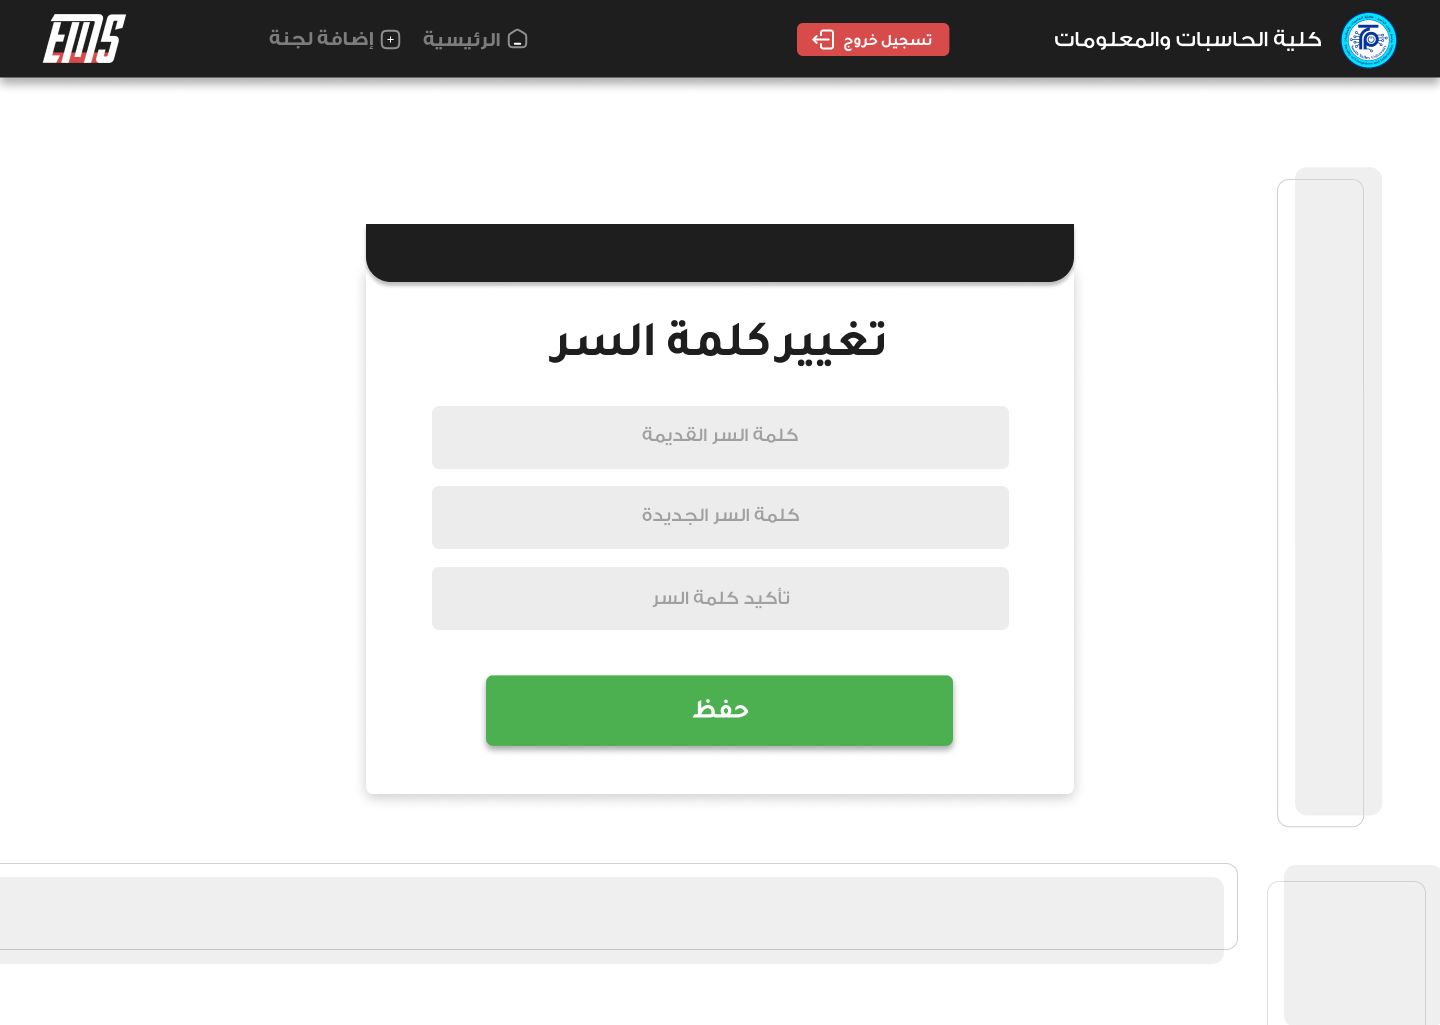 كلية الحاسبات والمعلومات
تسجيل خروج
الرئيسية
إضافة لجنة
EMS
تغيير كلمة السر
كلمة السر القديمة
كلمة السر الجديدة
تأكيد كلمة السر
حفظ